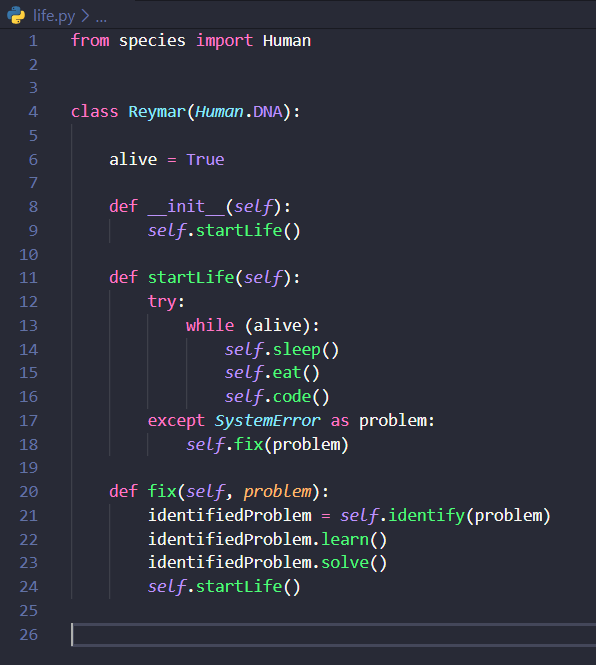 life.py > ...
1 from species import Human
2
3
4 class Reymar(Human.DNA):
5
6     alive = True
7
8     def __init__(self):
9         self.startLife()
10
11     def startLife(self):
12         try:
13             while (alive):
14                 self.sleep()
15                 self.eat()
16                 self.code()
17         except SystemError as problem:
18             self.fix(problem)
19
20     def fix(self, problem):
21         identifiedProblem = self.identify(problem)
22         identifiedProblem.learn()
23         identifiedProblem.solve()
24         self.startLife()
25
26